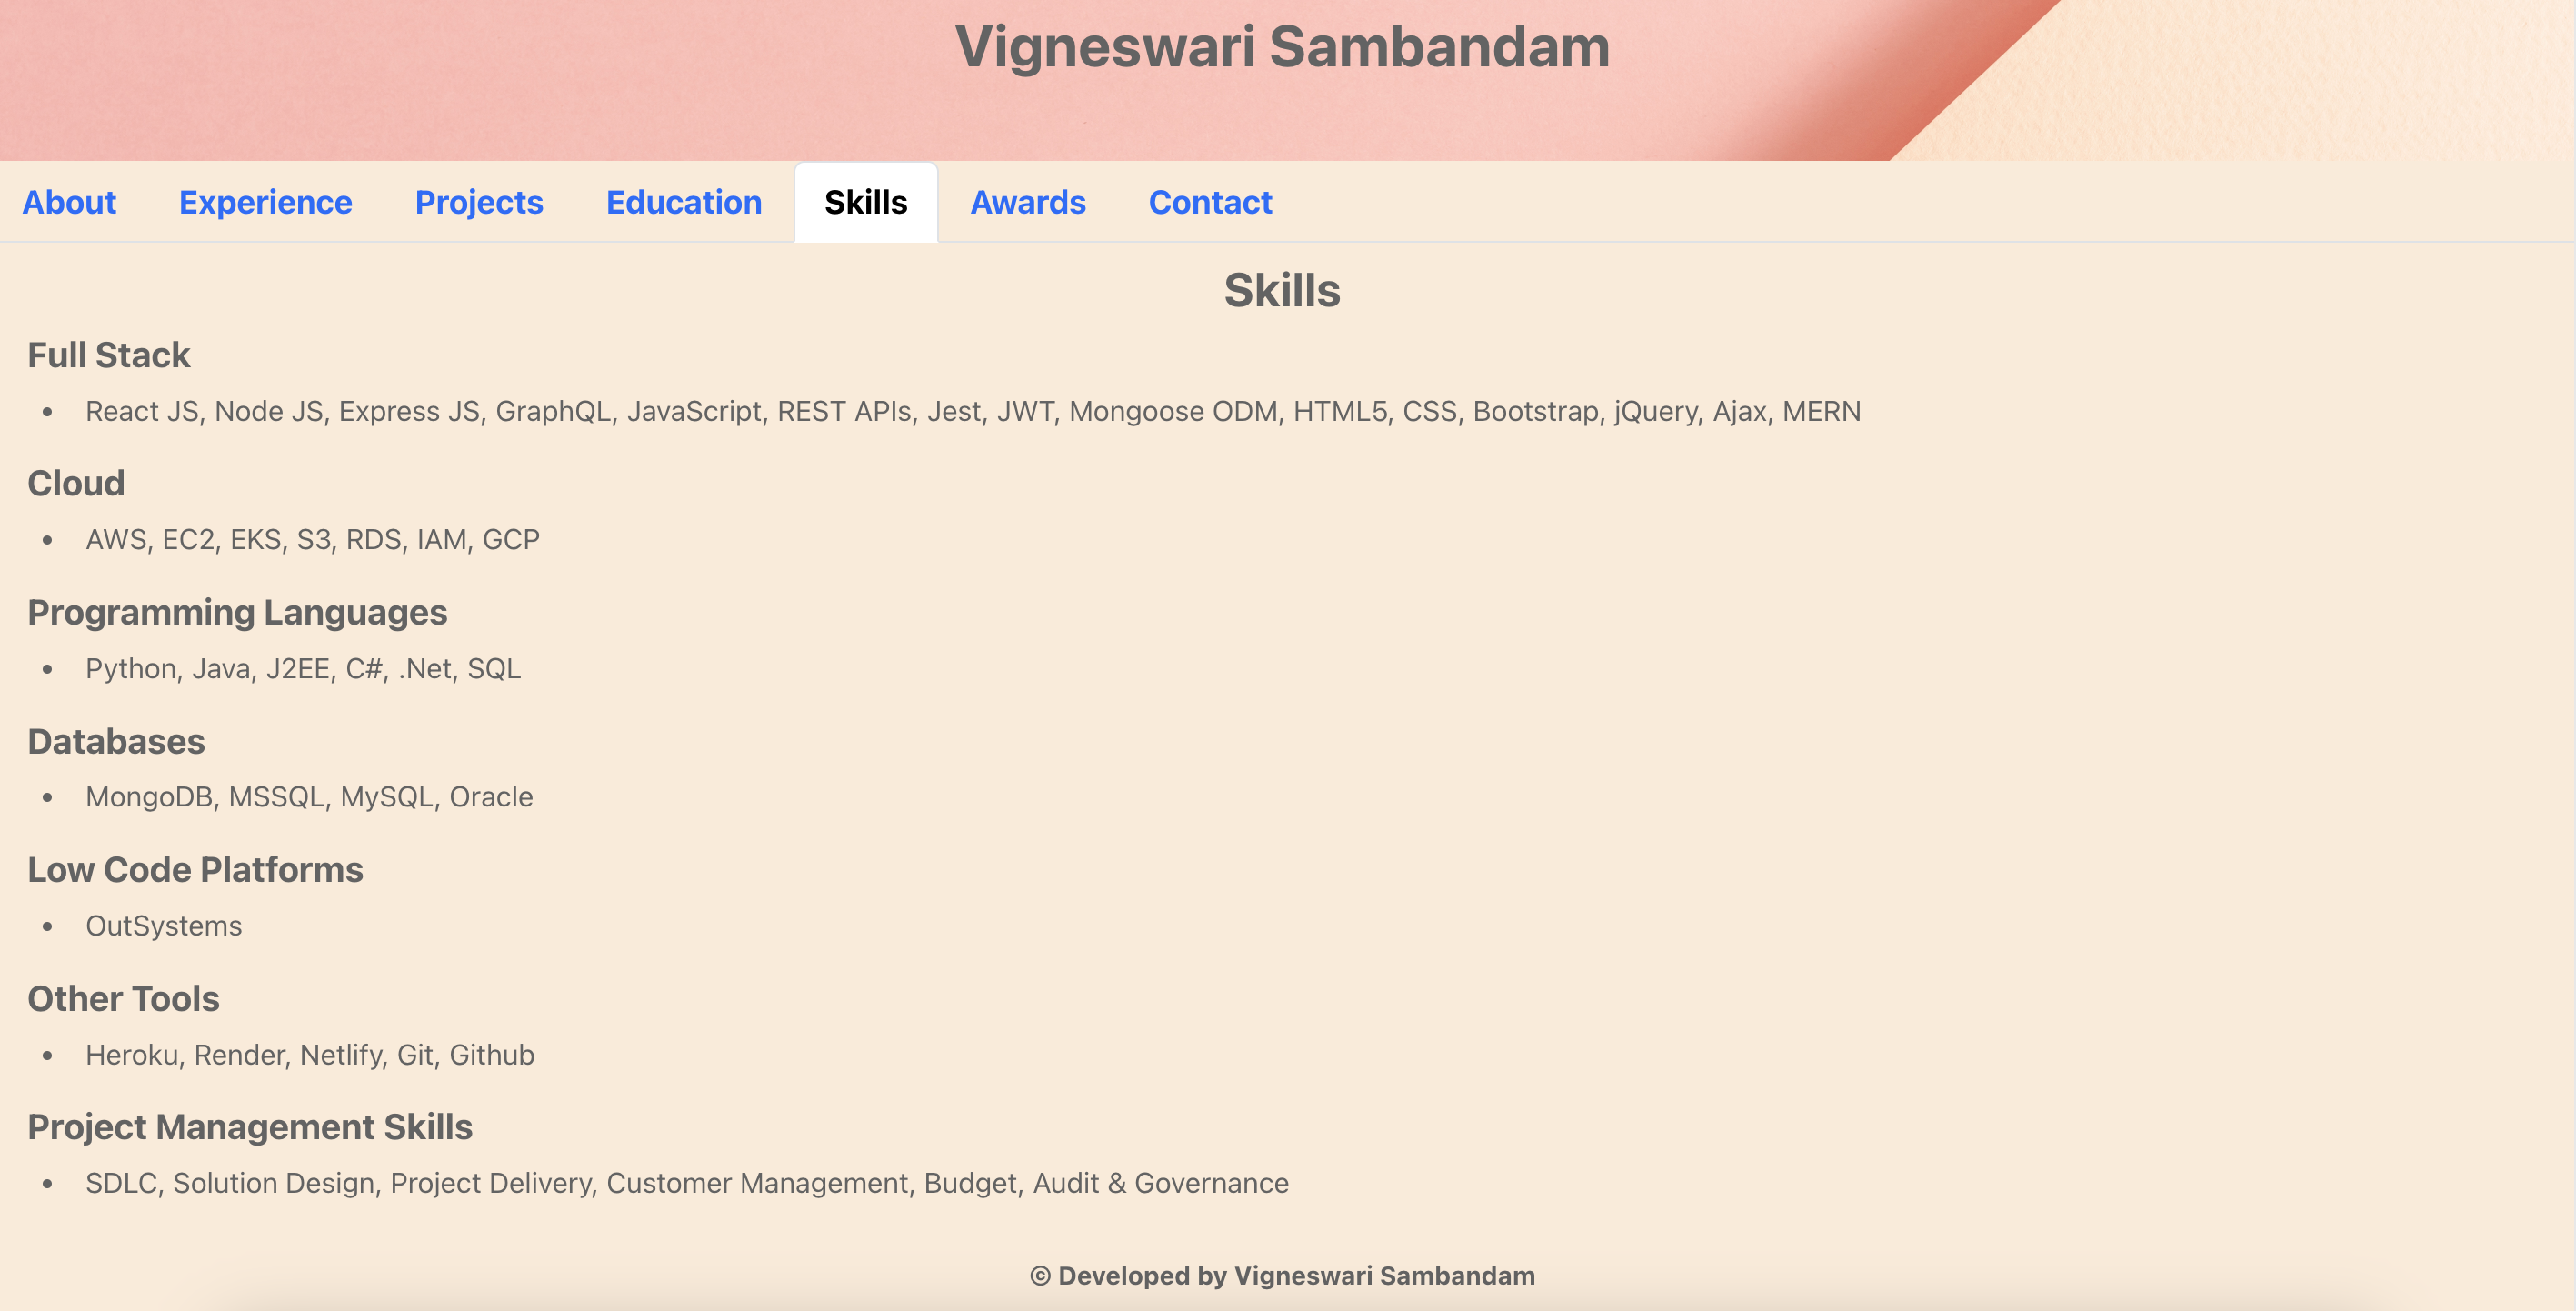 Vigneswari Sambandam
About Experience Projects Education Skills Awards Contact
Skills
Full Stack
• React JS, Node JS, Express JS, GraphQL, JavaScript, REST APIs, Jest, JWT, Mongoose ODM, HTML5, CSS, Bootstrap, jQuery, Ajax, MERN
Cloud
• AWS, EC2, EKS, S3, RDS, IAM, GCP
Programming Languages
• Python, Java, J2EE, C#, .Net, SQL
Databases
• MongoDB, MSSQL, MySQL, Oracle
Low Code Platforms
• OutSystems
Other Tools
• Heroku, Render, Netlify, Git, Github
Project Management Skills
• SDLC, Solution Design, Project Delivery, Customer Management, Budget, Audit & Governance
© Developed by Vigneswari Sambandam